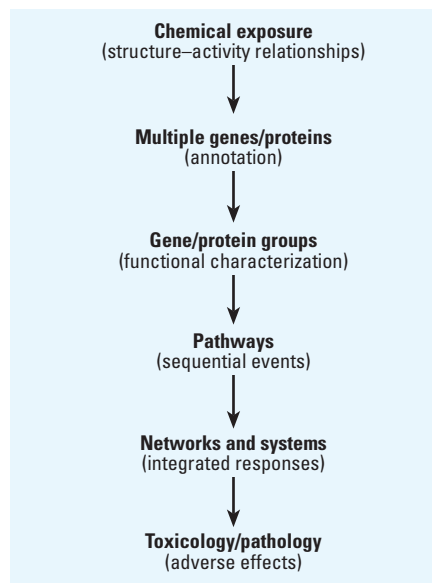 Chemical exposure
(structure–activity relationships)
Multiple genes/proteins
(annotation)
Gene/protein groups
(functional characterization)
Pathways
(sequential events)
Networks and systems
(integrated responses)
Toxicology/pathology
(adverse effects)